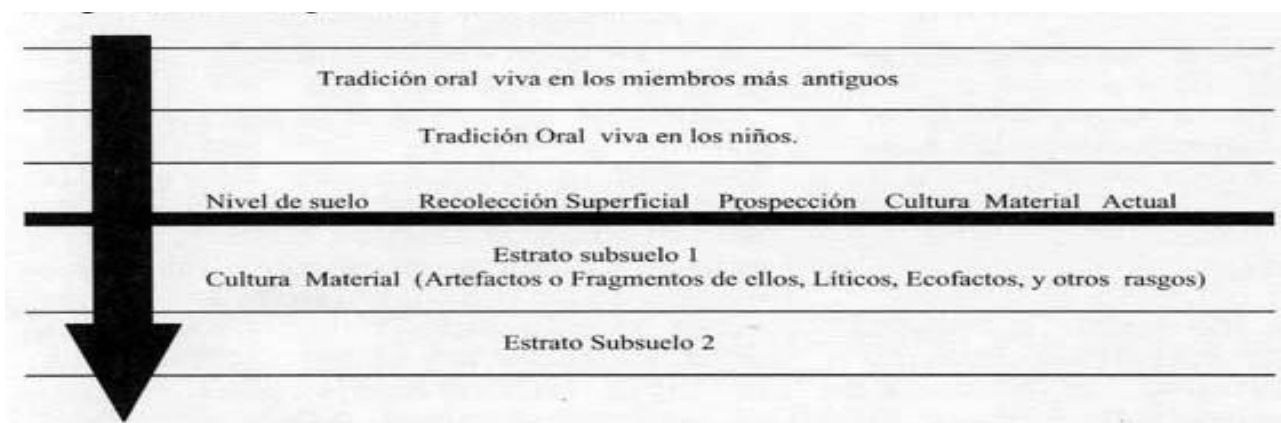 Tradición oral viva en los miembros más antiguos
Tradición Oral viva en los niños.
Nivel de suelo Recolección Superficial Prospección Cultura Material Actual
Estrato subsuelo 1
Cultura Material (Artefactos o Fragmentos de ellos, Líticos, Ecofactos, y otros rasgos)
Estrato Subsuelo 2